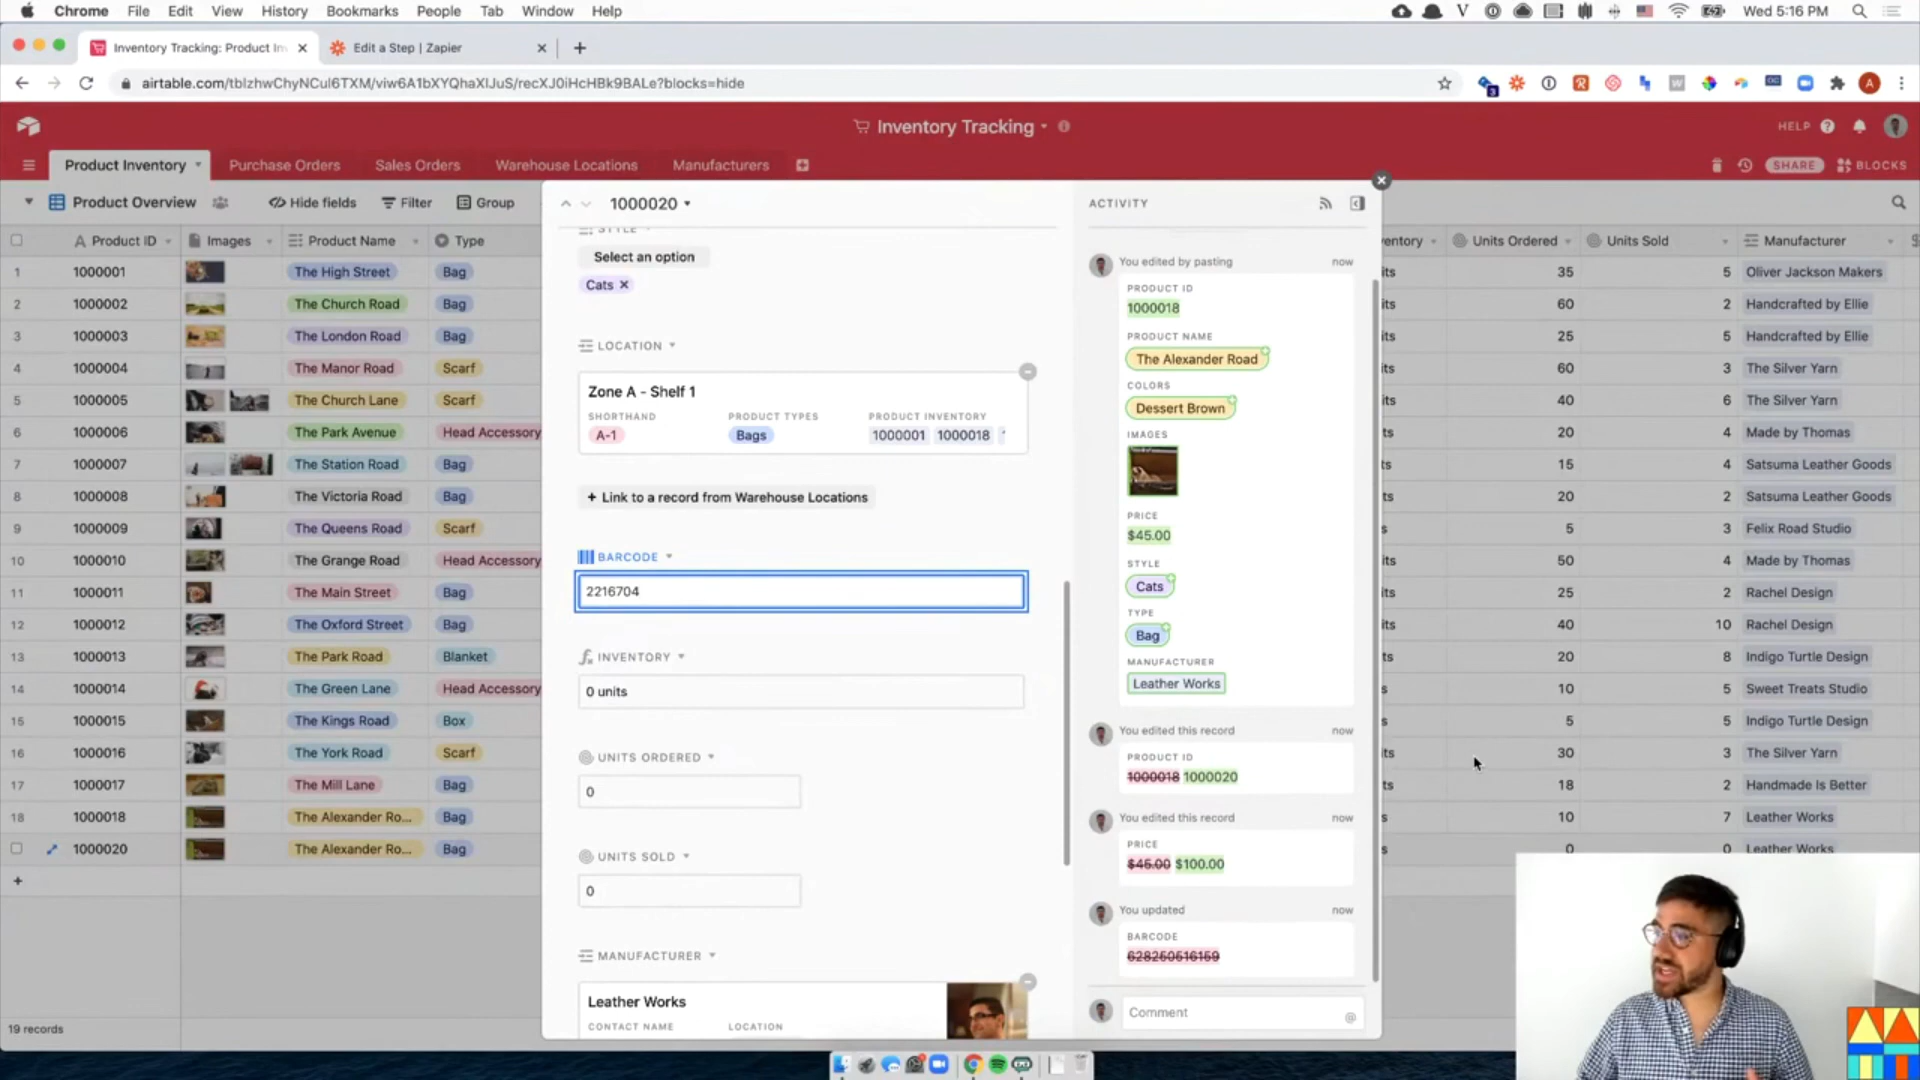 Chrome File Edit View History Bookmarks People Tab Window Help Wed 5:16 PM
Inventory Tracking: Product In Edit a Step | Zapier
airtable.com/tblzhwChyNCul6TXM/viw6A1bXYQhaXIJuS/recXJ0iHcHBk9BALe?blocks=hide
Inventory Tracking HELP
Product Inventory Purchase Orders Sales Orders Warehouse Locations Manufacturers SHARE BLOCKS
Product Overview Hide fields Filter Group
Product ID Images Product Name Type entory Units Ordered Units Sold Manufacturer
1 1000001 The High Street Bag its 35 5 Oliver Jackson Makers
2 1000002 The Church Road Bag its 60 2 Handcrafted by Ellie
3 1000003 The London Road Bag its 25 5 Handcrafted by Ellie
4 1000004 The Manor Road Scarf its 60 3 The Silver Yarn
5 1000005 The Church Lane Scarf its 40 6 The Silver Yarn
6 1000006 The Park Avenue Head Accessory ts 20 4 Made by Thomas
7 1000007 The Station Road Bag ts 15 4 Satsuma Leather Goods
8 1000008 The Victoria Road Bag ts 20 2 Satsuma Leather Goods
9 1000009 The Queens Road Scarf s 5 3 Felix Road Studio
10 1000010 The Grange Road Head Accessory ts 50 4 Made by Thomas
11 1000011 The Main Street Bag ts 25 2 Rachel Design
12 1000012 The Oxford Street Bag ts 40 10 Rachel Design
13 1000013 The Park Road Blanket ts 20 8 Indigo Turtle Design
14 1000014 The Green Lane Head Accessory s 10 5 Sweet Treats Studio
15 1000015 The Kings Road Box s 5 5 Indigo Turtle Design
16 1000016 The York Road Scarf its 30 3 The Silver Yarn
17 1000017 The Mill Lane Bag its 18 2 Handmade Is Better
18 1000018 The Alexander Ro... Bag s 10 7 Leather Works
1000020 The Alexander Ro... Bag s 0 0 Leather Works
+
19 records
1000020
STYLE
Select an option
Cats
LOCATION
Zone A - Shelf 1
SHORTHAND PRODUCT TYPES PRODUCT INVENTORY
A-1 Bags 1000001 1000018
+ Link to a record from Warehouse Locations
BARCODE
2216704
INVENTORY
0 units
UNITS ORDERED
0
UNITS SOLD
0
MANUFACTURER
Leather Works
CONTACT NAME LOCATION
ACTIVITY
You edited by pasting now
PRODUCT ID
1000018
PRODUCT NAME
The Alexander Road
COLORS
Dessert Brown
IMAGES
PRICE
$45.00
STYLE
Cats
TYPE
Bag
MANUFACTURER
Leather Works
You edited this record now
PRODUCT ID
1000018 1000020
You edited this record now
PRICE
$45.00 $100.00
You updated now
BARCODE
628250516159
Comment @